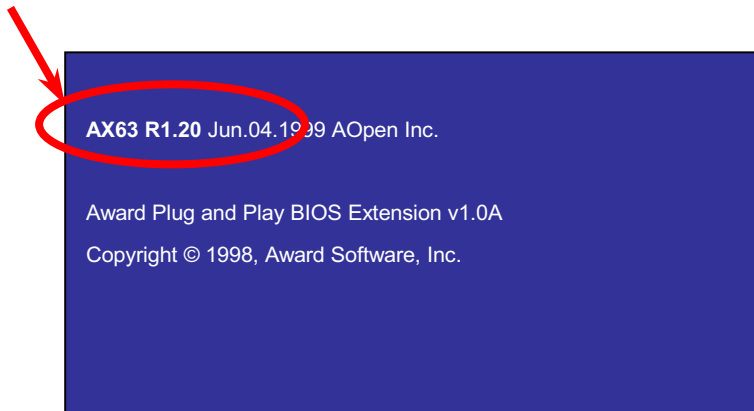 AX63 R1.20 Jun.04.1999 AOpen Inc.
Award Plug and Play BIOS Extension v1.0A
Copyright © 1998, Award Software, Inc.